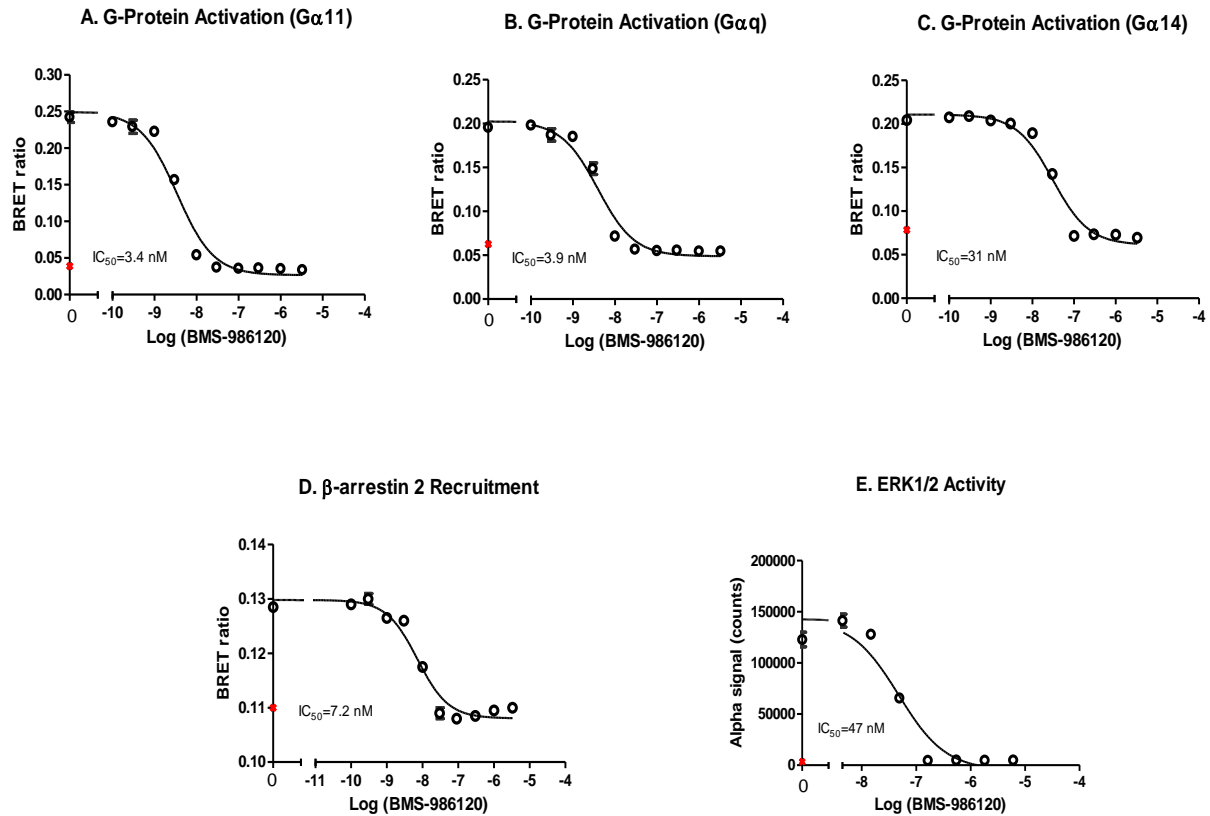 A. G-Protein Activation (Gα11)
0.30
0.25
0.20
0.15
0.10
0.05
0.00
BRET ratio
IC50=3.4 nM
0 -10 -9 -8 -7 -6 -5 -4
Log (BMS-986120)
B. G-Protein Activation (Gαq)
0.25
0.20
0.15
0.10
0.05
0.00
BRET ratio
IC50=3.9 nM
0 -10 -9 -8 -7 -6 -5 -4
Log (BMS-986120)
C. G-Protein Activation (Gα14)
0.25
0.20
0.15
0.10
0.05
0.00
BRET ratio
IC50=31 nM
0 -10 -9 -8 -7 -6 -5 -4
Log (BMS-986120)
D. β-arrestin 2 Recruitment
0.14
0.13
0.12
0.11
0.10
BRET ratio
IC50=7.2 nM
0 -11 -10 -9 -8 -7 -6 -5 -4
Log (BMS-986120)
E. ERK1/2 Activity
200000
150000
100000
50000
0
Alpha signal (counts)
IC50=47 nM
0 -8 -7 -6 -5 -4
Log (BMS-986120)